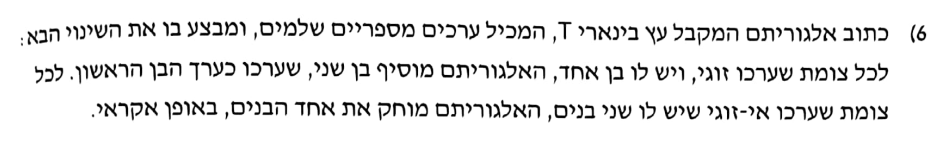 6) כתוב אלגוריתם המקבל עץ בינארי T, המכיל ערכים מספריים שלמים, ומבצע בו את השינוי הבא:
לכל צומת שערכו זוגי, ויש לו בן אחד, האלגוריתם מוסיף בן שני, שערכו כערך הבן הראשון. לכל
צומת שערכו אי-זוגי שיש לו שני בנים, האלגוריתם מוחק את אחד הבנים, באופן אקראי.